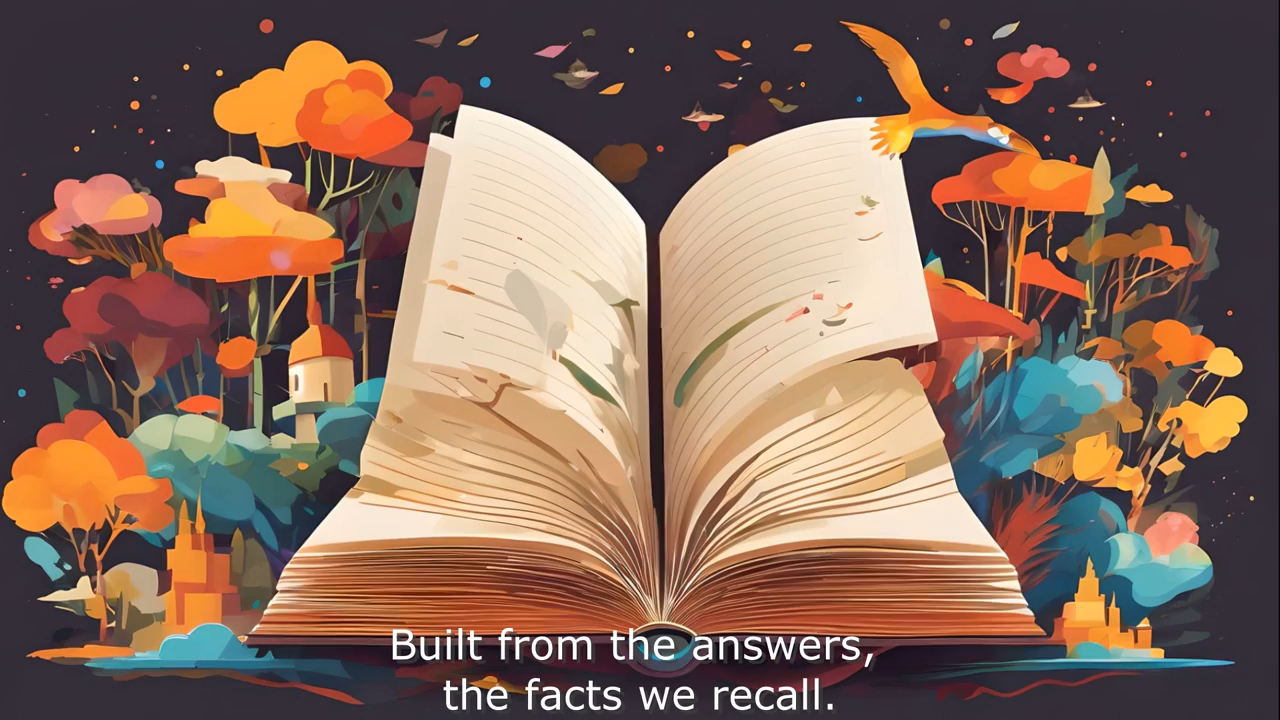 Built from the answers,
the facts we recall.